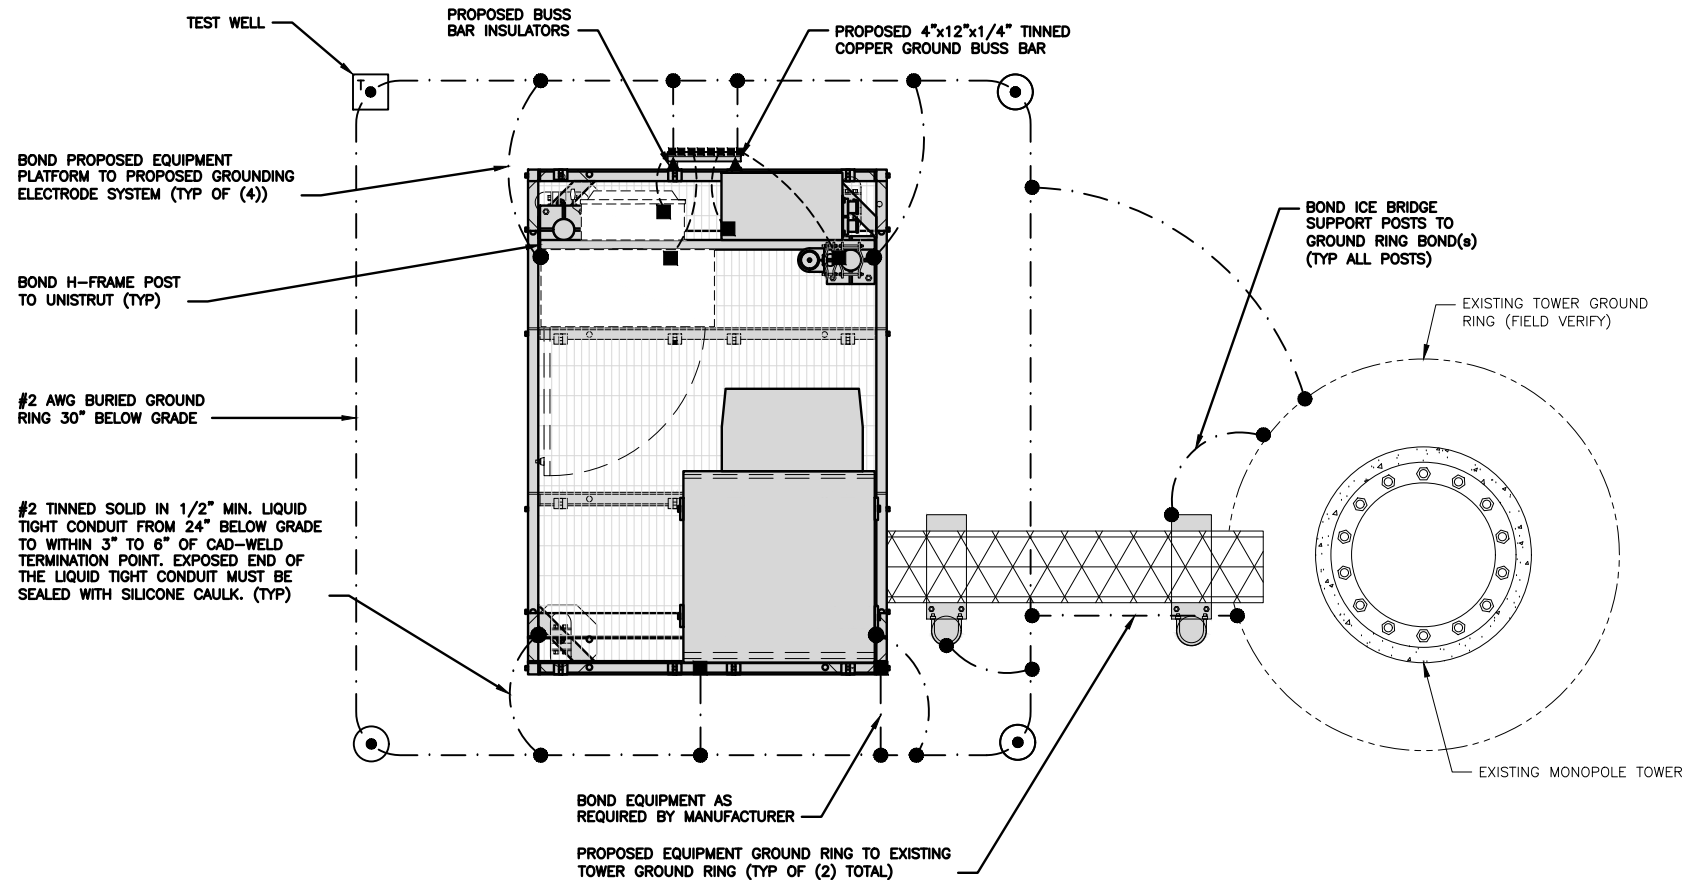 TEST WELL
PROPOSED BUSS
BAR INSULATORS
PROPOSED 4"x12"x1/4" TINNED
COPPER GROUND BUSS BAR
T
BOND PROPOSED EQUIPMENT
PLATFORM TO PROPOSED GROUNDING
ELECTRODE SYSTEM (TYP OF (4))
BOND ICE BRIDGE
SUPPORT POSTS TO
GROUND RING BOND(s)
(TYP ALL POSTS)
BOND H-FRAME POST
TO UNISTRUT (TYP)
EXISTING TOWER GROUND
RING (FIELD VERIFY)
#2 AWG BURIED GROUND
RING 30" BELOW GRADE
#2 TINNED SOLID IN 1/2" MIN. LIQUID
TIGHT CONDUIT FROM 24" BELOW GRADE
TO WITHIN 3" TO 6" OF CAD-WELD
TERMINATION POINT. EXPOSED END OF
THE LIQUID TIGHT CONDUIT MUST BE
SEALED WITH SILICONE CAULK. (TYP)
EXISTING MONOPOLE TOWER
BOND EQUIPMENT AS
REQUIRED BY MANUFACTURER
PROPOSED EQUIPMENT GROUND RING TO EXISTING
TOWER GROUND RING (TYP OF (2) TOTAL)